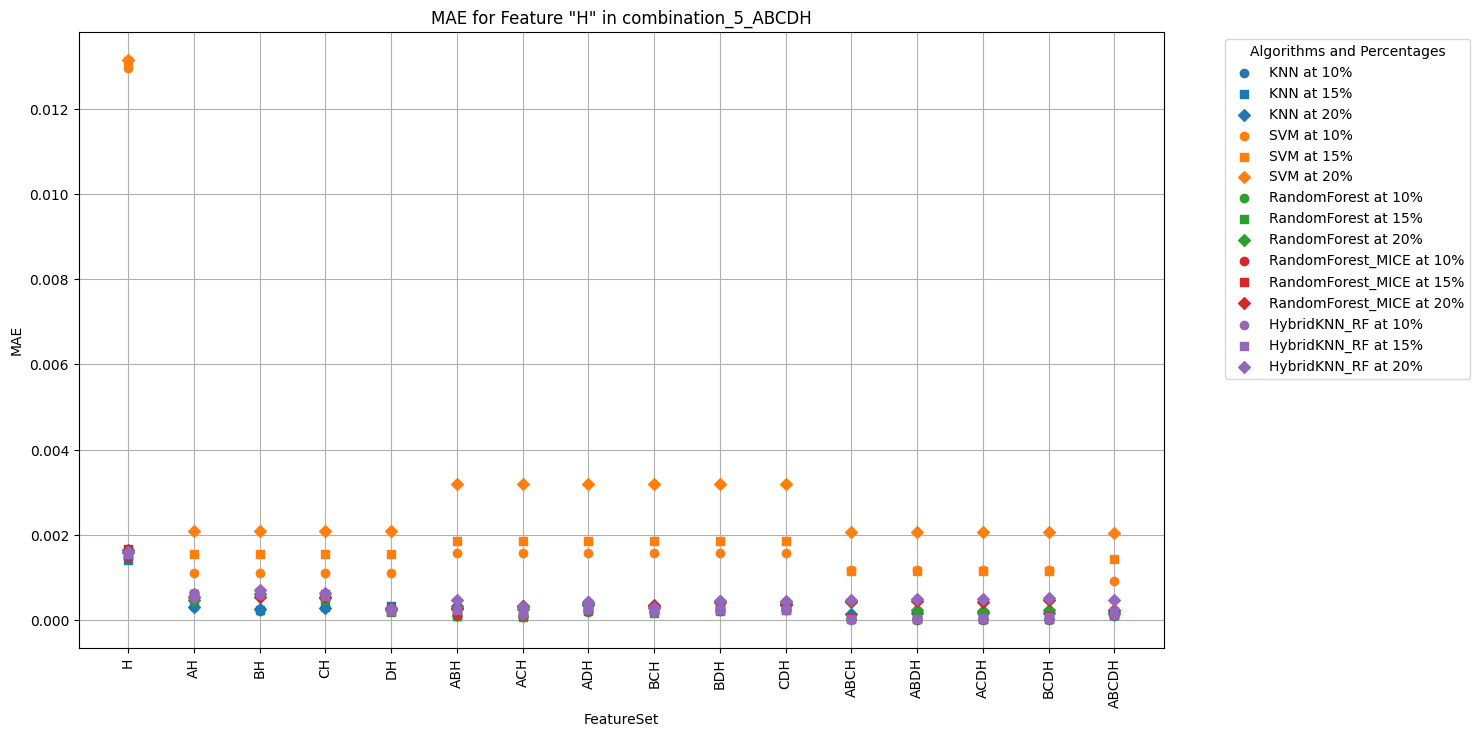 MAE for Feature "H" in combination_5_ABCDH
Algorithms and Percentages
KNN at 10%
KNN at 15%
KNN at 20%
SVM at 10%
SVM at 15%
SVM at 20%
RandomForest at 10%
RandomForest at 15%
RandomForest at 20%
RandomForest_MICE at 10%
RandomForest_MICE at 15%
RandomForest_MICE at 20%
HybridKNN_RF at 10%
HybridKNN_RF at 15%
HybridKNN_RF at 20%
MAE
0.012
0.010
0.008
0.006
0.004
0.002
0.000
H
AH
BH
CH
DH
ABH
ACH
ADH
BCH
BDH
CDH
ABCH
ABDH
ACDH
BCDH
ABCDH
FeatureSet